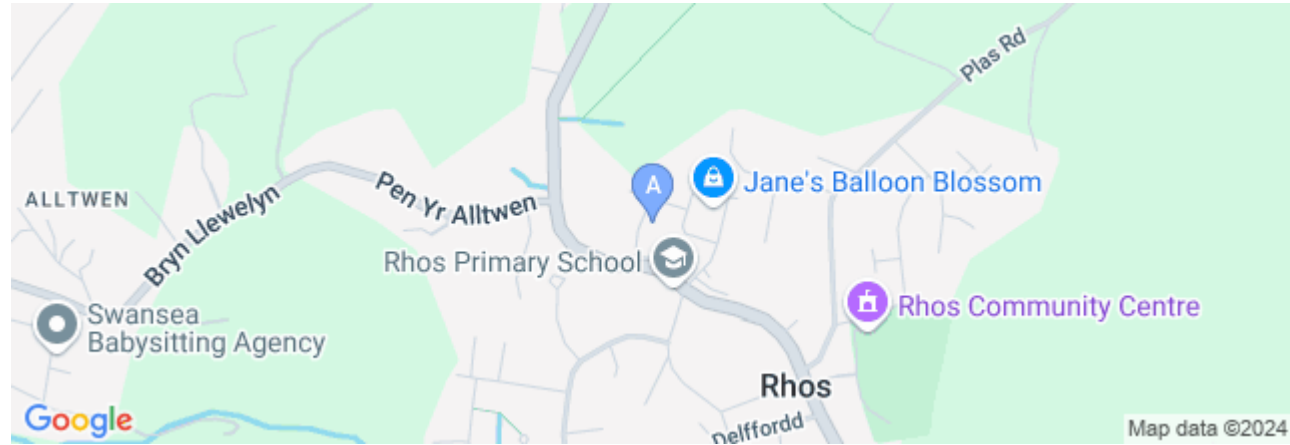 Plas Rd
A
Jane's Balloon Blossom
ALLTWEN
Bryn Llewelyn
Pen Yr Alltwen
Rhos Primary School
Rhos Community Centre
Swansea
Babysitting Agency
Rhos
Delffordd
Google
Map data ©2024